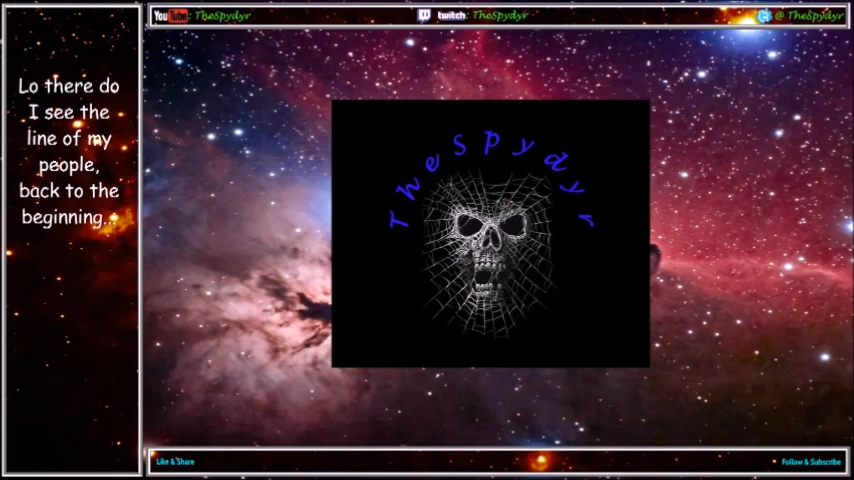 YouTube: TheSpydyr
twitch: TheSpydyr
@ TheSpydyr
Lo there do
I see the
line of my
people,
back to the
beginning...
TheSpydyr
Like & Share
Follow & Subscribe